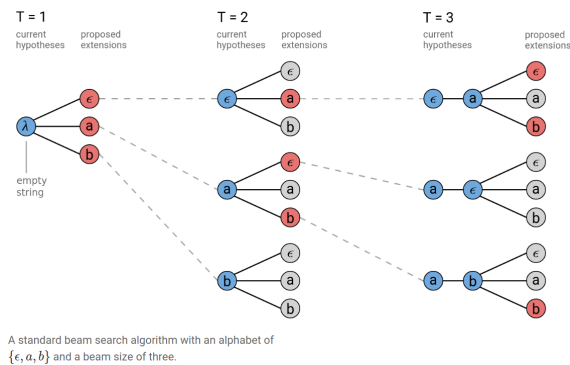 T = 1
T = 2
T = 3
current hypotheses
proposed extensions
current hypotheses
proposed extensions
current hypotheses
proposed extensions
λ
ϵ
a
b
empty string
ϵ
ϵ
a
b
a
ϵ
a
b
b
ϵ
a
b
ϵ
a
ϵ
a
b
a
ϵ
ϵ
a
b
a
b
ϵ
a
b
A standard beam search algorithm with an alphabet of
{ϵ, a, b} and a beam size of three.